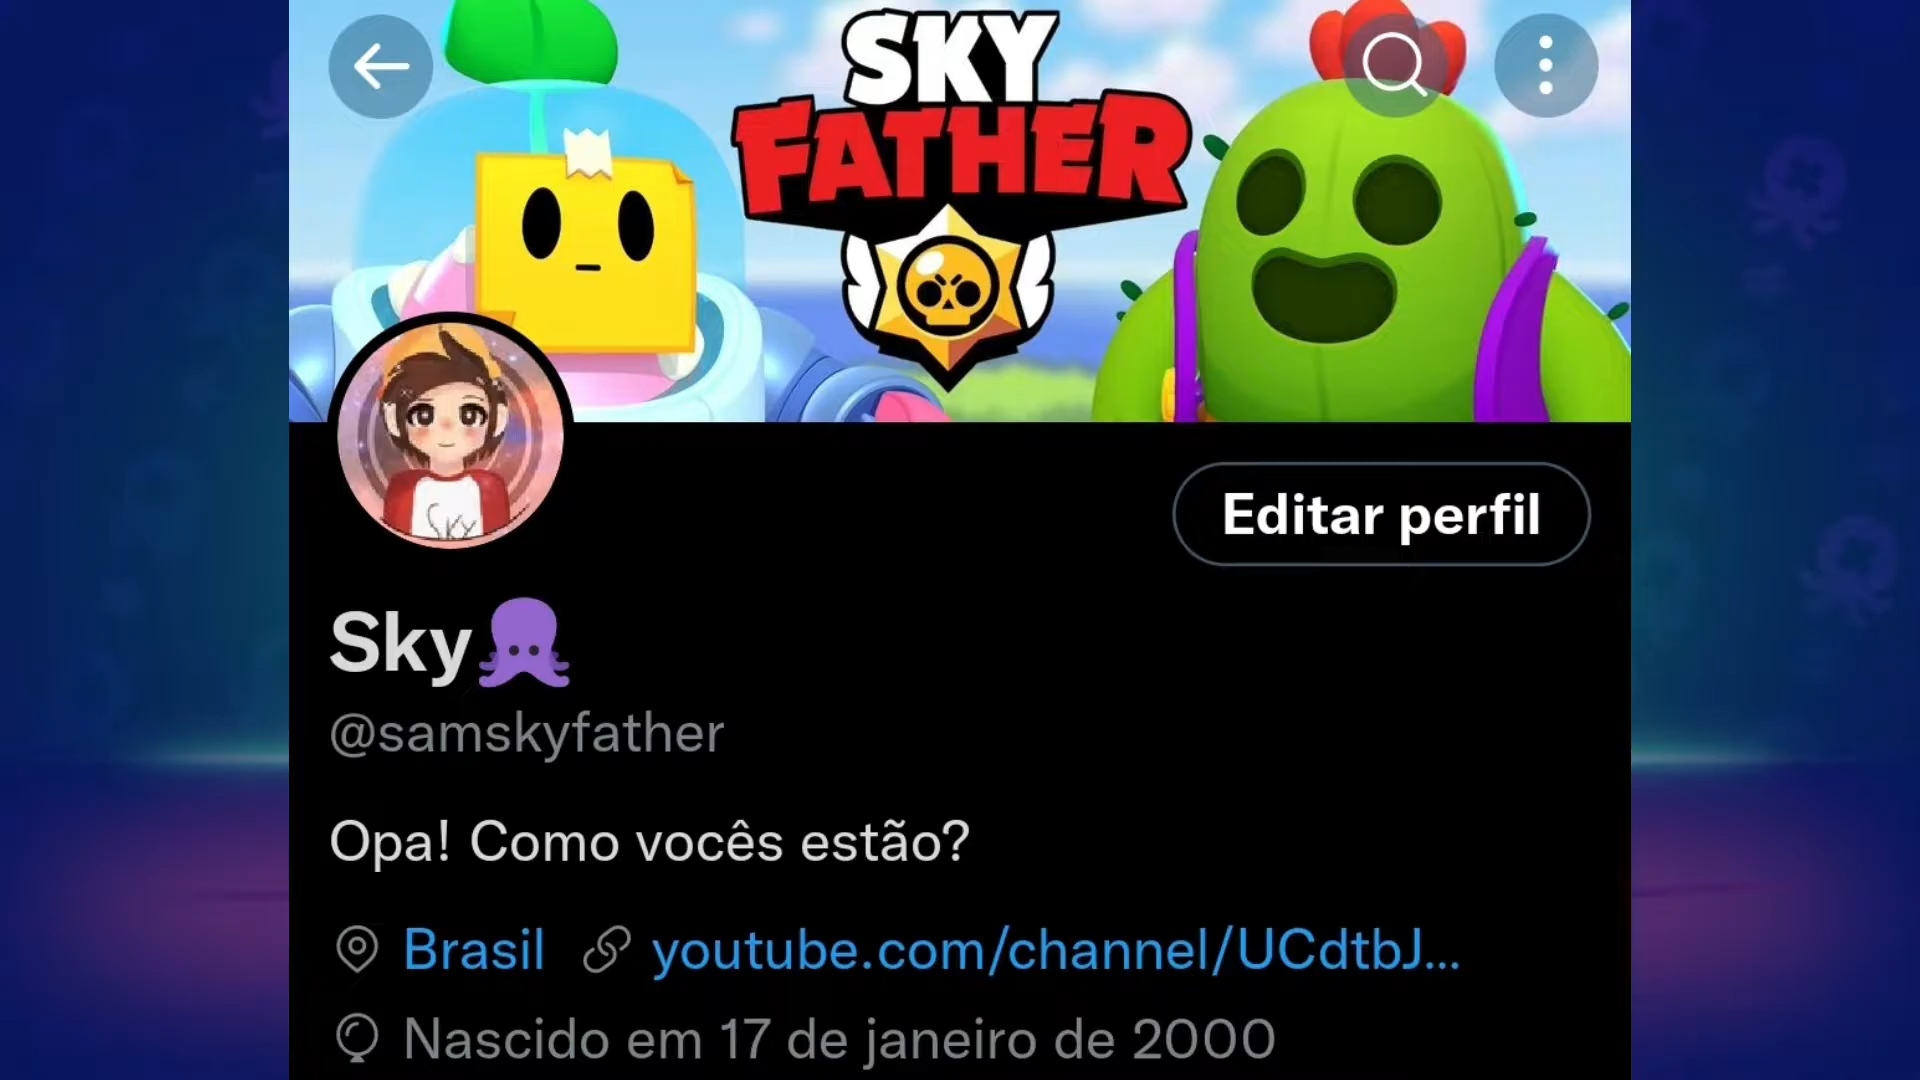 SKY
FATHER
SKY
Editar perfil
Sky
@samskyfather
Opa! Como vocês estão?
Brasil youtube.com/channel/UCdtbJ...
Nascido em 17 de janeiro de 2000